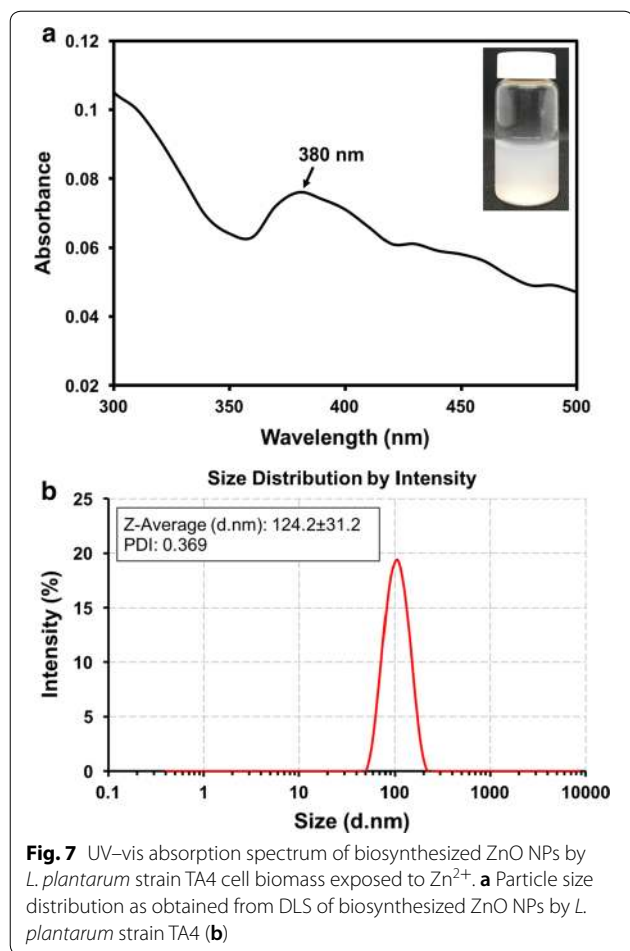 a
0.12
0.1
0.08
0.06
0.04
0.02
Absorbance
380 nm
300 350 400 450 500
Wavelength (nm)
Size Distribution by Intensity
b
25
20
15
10
5
0
Intensity (%)
Z-Average (d.nm): 124.2±31.2
PDI: 0.369
0.1 1 10 100 1000 10000
Size (d.nm)
Fig. 7 UV–vis absorption spectrum of biosynthesized ZnO NPs by
L. plantarum strain TA4 cell biomass exposed to Zn²⁺. a Particle size
distribution as obtained from DLS of biosynthesized ZnO NPs by L.
plantarum strain TA4 (b)